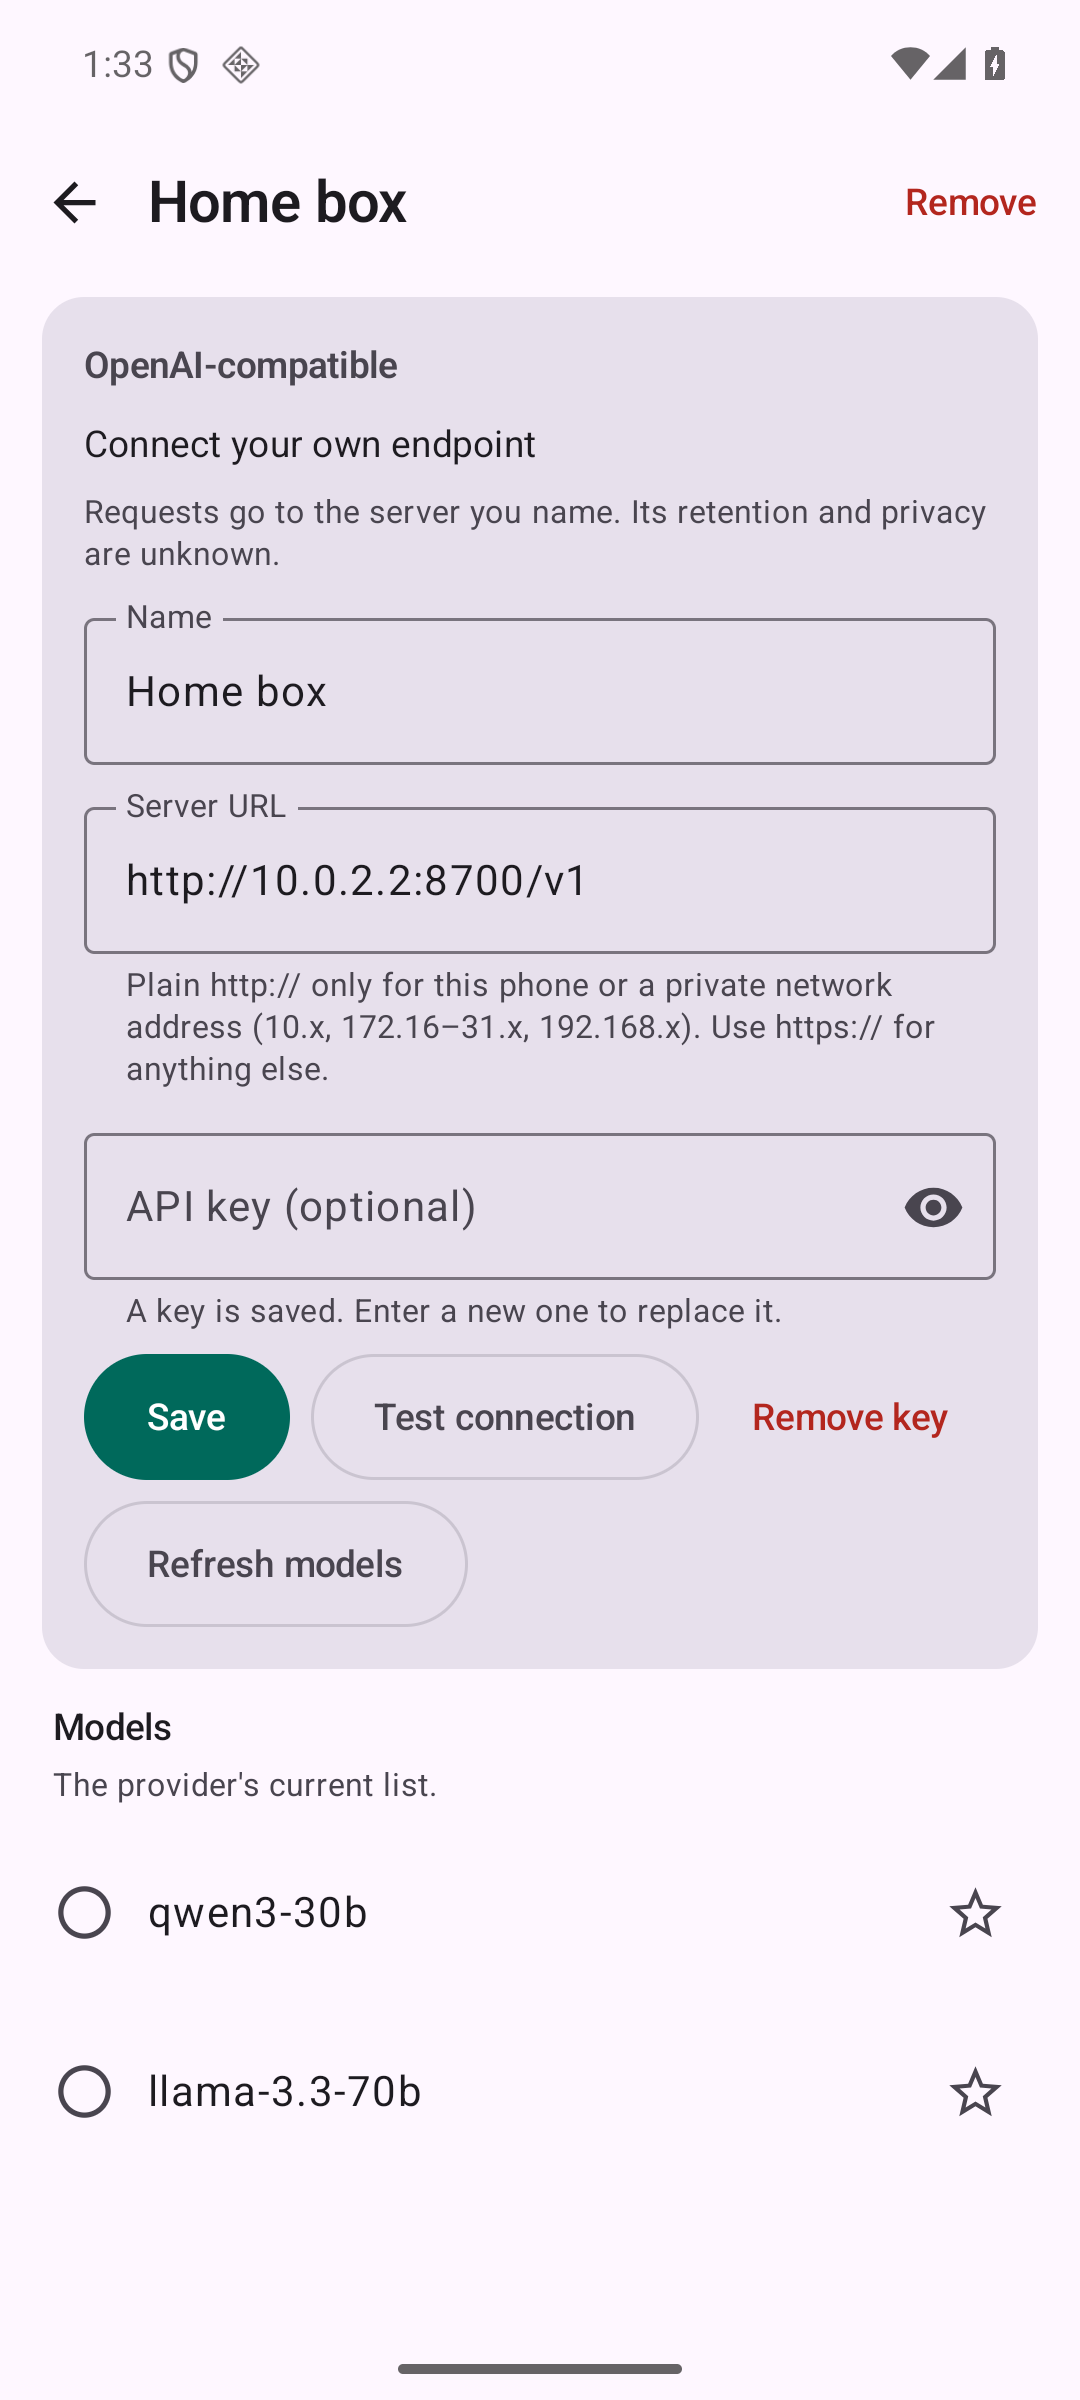 1:33
Home box
Remove
OpenAI-compatible
Connect your own endpoint
Requests go to the server you name. Its retention and privacy
are unknown.
Name
Home box
Server URL
http://10.0.2.2:8700/v1
Plain http:// only for this phone or a private network
address (10.x, 172.16–31.x, 192.168.x). Use https:// for
anything else.
API key (optional)
A key is saved. Enter a new one to replace it.
Save
Test connection
Remove key
Refresh models
Models
The provider's current list.
qwen3-30b
llama-3.3-70b